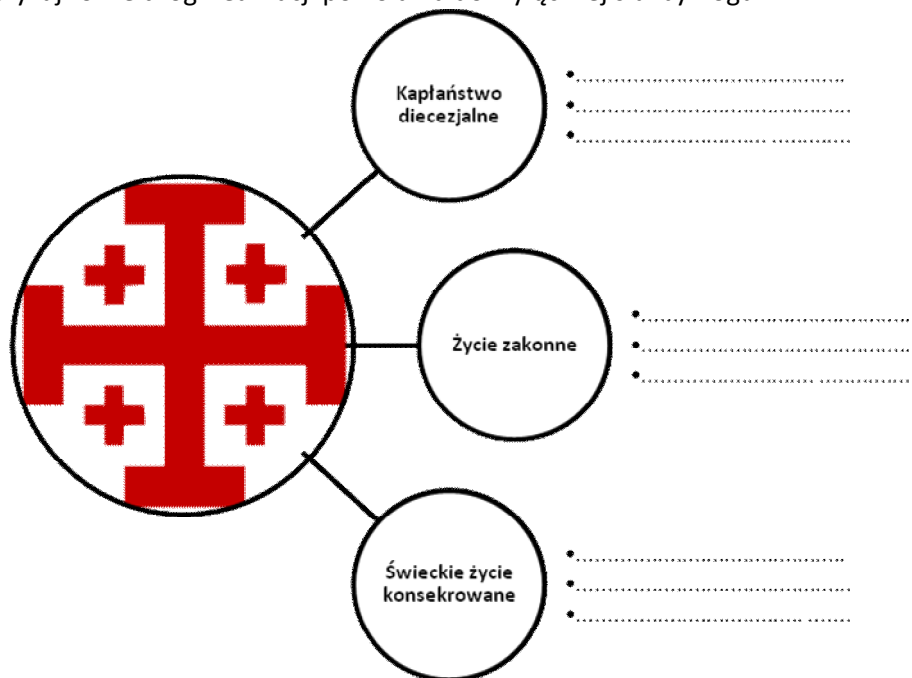 Kapłaństwo
diecezjalne
Życie zakonne
Świeckie życie
konsekrowane